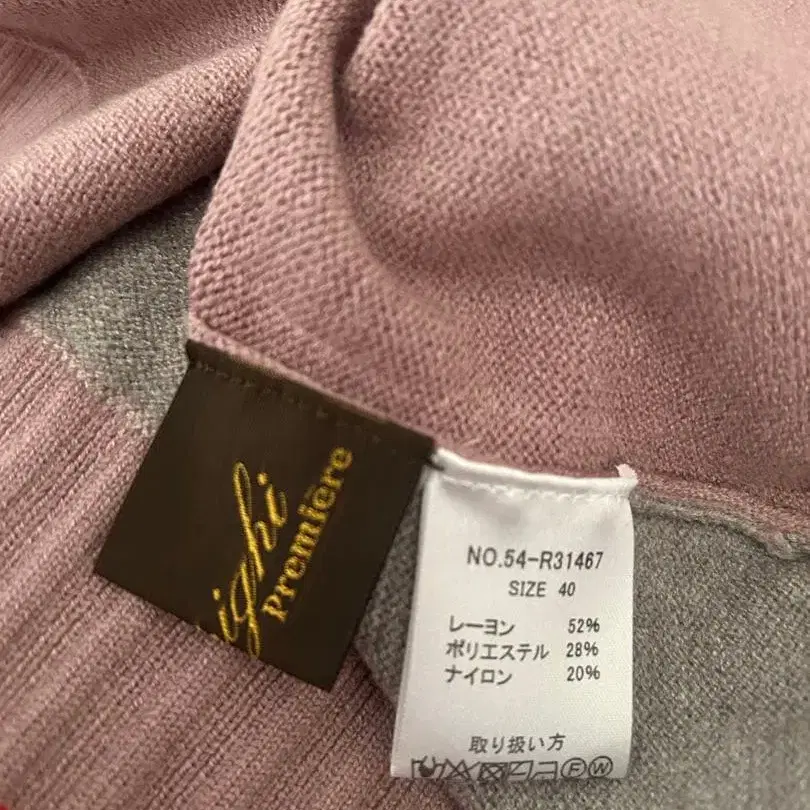 ighi
Première
NO.54-R31467
SIZE 40
レーヨン 52%
ポリエステル 28%
ナイロン 20%
取り扱い方
F W